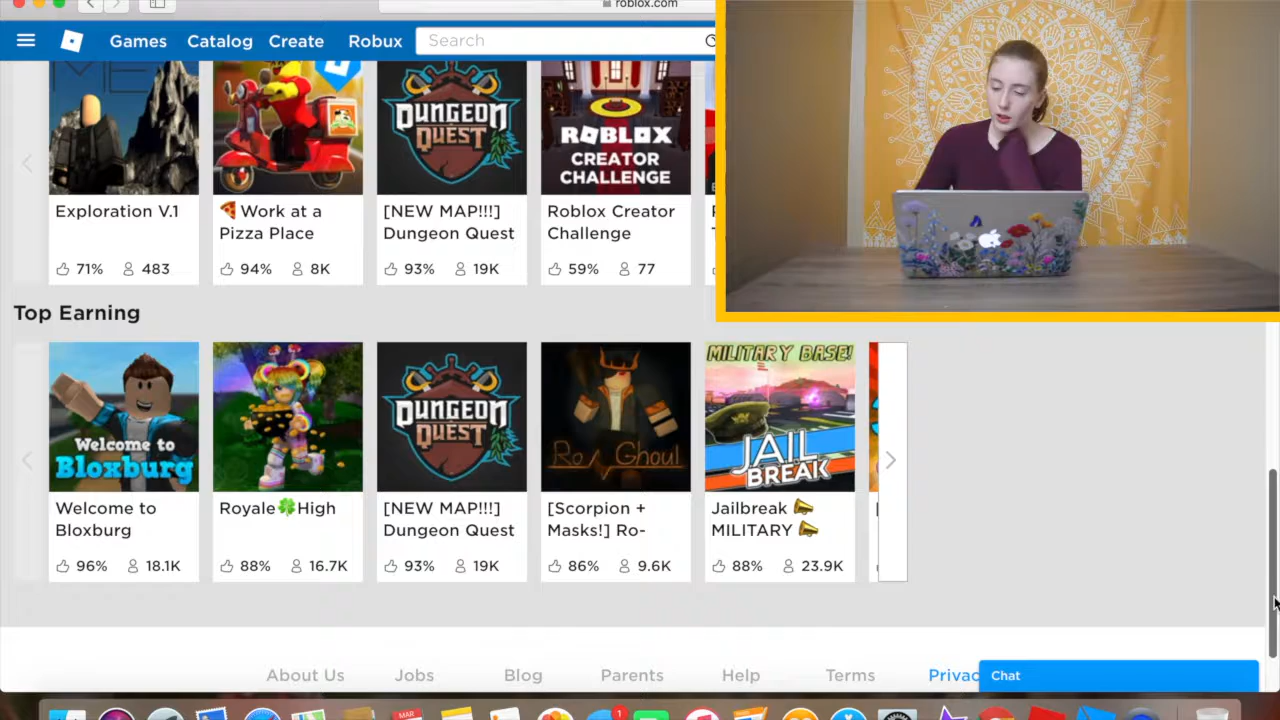 roblox.com
Games Catalog Create Robux Search
DUNGEON QUEST
ROBLOX CREATOR CHALLENGE
Exploration V.1
🍕Work at a Pizza Place
[NEW MAP!!!] Dungeon Quest
Roblox Creator Challenge
71% 483
94% 8K
93% 19K
59% 77
Top Earning
Welcome to Bloxburg
DUNGEON QUEST
Ro/Ghoul
MILITARY BASE!
JAIL BREAK
Welcome to Bloxburg
Royale🍀High
[NEW MAP!!!] Dungeon Quest
[Scorpion + Masks!] Ro-
Jailbreak 📣 MILITARY 📣
96% 18.1K
88% 16.7K
93% 19K
86% 9.6K
88% 23.9K
About Us Jobs Blog Parents Help Terms Privac
Chat
MAR
1